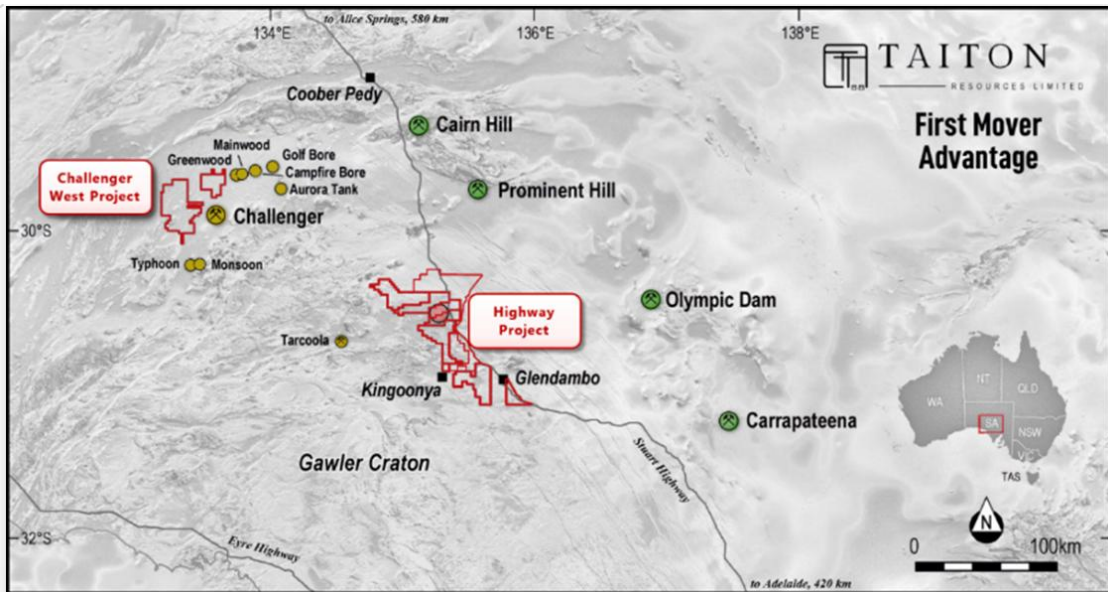 to Alice Springs, 580 km
134°E
136°E
138°E
TAITON
RESOURCES LIMITED
First Mover
Advantage
Coober Pedy
Cairn Hill
Mainwood
Golf Bore
Greenwood
Campfire Bore
Aurora Tank
Challenger
West Project
Prominent Hill
Challenger
30°S
Typhoon
Monsoon
Olympic Dam
Highway
Project
Tarcoola
Kingoonya
Glendambo
Carrapateena
Gawler Craton
Stuart Highway
NT
QLD
WA
SA
NSW
TAS
N
32°S
Eyre Highway
0
100km
to Adelaide, 420 km